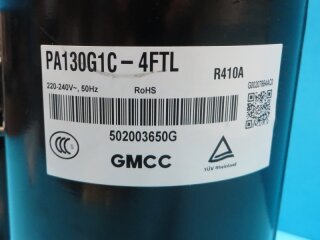 PA130G1C-4FTL
R410A
220-240V~, 50Hz RoHS
502003650G
GMCC
TÜV Rheinland